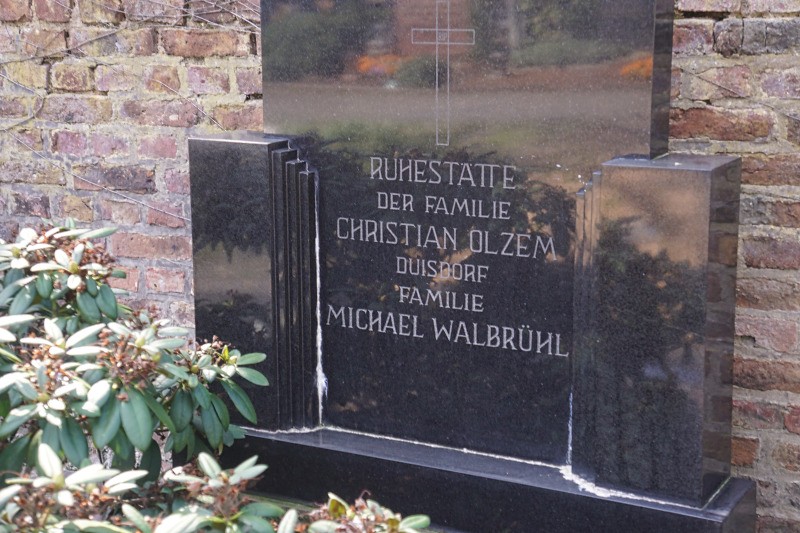 RUHESTÄTTE
DER FAMILIE
CHRISTIAN OLZEM
DUISDORF
FAMILIE
MICHAEL WALBRÜHL